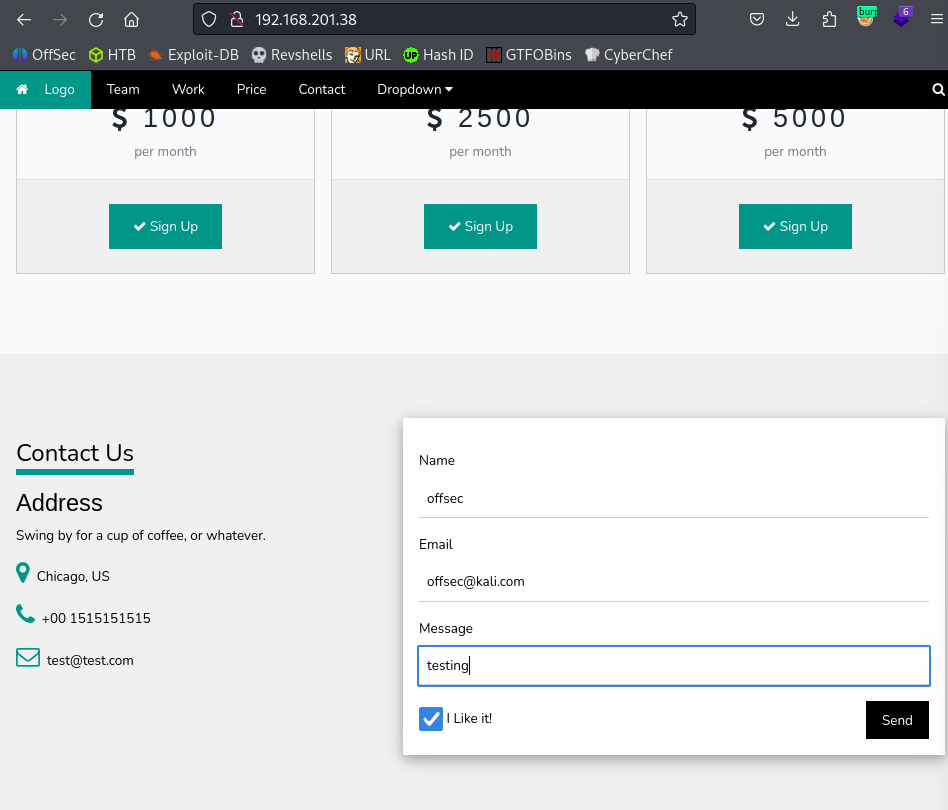 192.168.201.38
burp
6
OffSec HTB Exploit-DB Revshells URL Hash ID GTFOBins CyberChef
Logo Team Work Price Contact Dropdown
$ 1000 $ 2500 $ 5000
per month per month per month
Sign Up Sign Up Sign Up
Contact Us
Address
Swing by for a cup of coffee, or whatever.
Chicago, US
+00 1515151515
test@test.com
Name
offsec
Email
offsec@kali.com
Message
testing
I Like it! Send